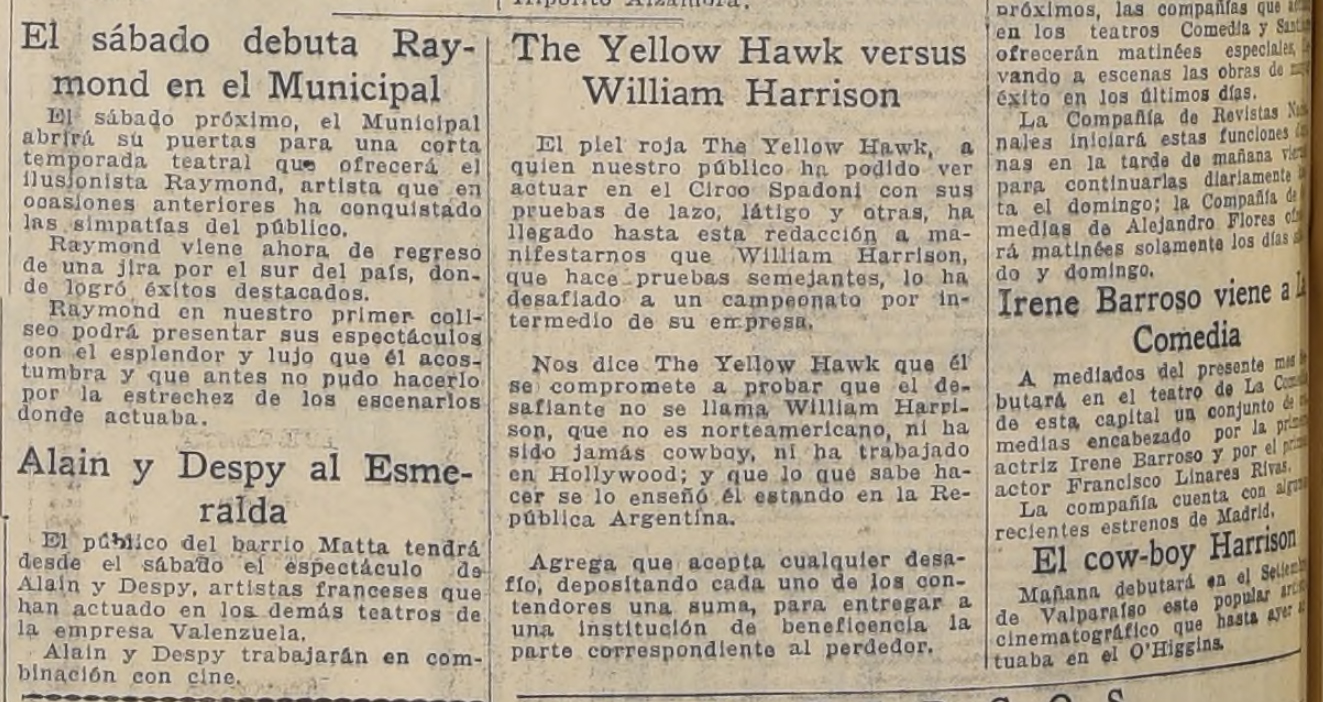 Hipólito Alzamora.
El sábado debuta Ray-
mond en el Municipal
El sábado próximo, el Municipal
abrirá su puertas para una corta
temporada teatral que ofrecerá el
ilusionista Raymond, artista que en
ocasiones anteriores ha conquistado
las simpatías del público.
Raymond viene ahora de regreso
de una jira por el sur del país, don-
de logró éxitos destacados.
Raymond en nuestro primer coli-
seo podrá presentar sus espectáculos
con el esplendor y lujo que él acos-
tumbra y que antes no pudo hacerlo
por la estrechez de los escenarios
donde actuaba.
Alain y Despy al Esme-
ralda
El público del barrio Matta tendrá
desde el sábado el espectáculo de
Alain y Despy, artistas franceses que
han actuado en los demás teatros de
la empresa Valenzuela.
Alain y Despy trabajarán en com-
binación con cine.
The Yellow Hawk versus
William Harrison
El piel roja The Yellow Hawk, a
quien nuestro público ha podido ver
actuar en el Circo Spadoni con sus
pruebas de lazo, látigo y otras, ha
llegado hasta esta redacción a ma-
nifestarnos que William Harrison,
que hace pruebas semejantes, lo ha
desafiado a un campeonato por in-
termedio de su empresa.
Nos dice The Yellow Hawk que él
se compromete a probar que el de-
safiante no se llama William Harri-
son, que no es norteamericano, ni ha
sido jamás cowboy, ni ha trabajado
en Hollywood; y que lo que sabe ha-
cer se lo enseñó él estando en la Re-
pública Argentina.
Agrega que acepta cualquier desa-
fío, depositando cada uno de los con-
tendores una suma, para entregar a
una institución de beneficencia la
parte correspondiente al perdedor.
próximos, las compañías que
en los teatros Comedia y
ofrecerán matinées especiales,
vando a escenas las obras de
éxito en los últimos días.
La Compañía de Revistas
nales iniciará estas funciones
nas en la tarde de mañana
para continuarlas diariamente
ta el domingo; la Compañía de
medias de Alejandro Flores
rá matinées solamente los días
do y domingo.
Irene Barroso viene a
Comedia
A mediados del presente mes
butará en el teatro de La
de esta capital un conjunto de
medias encabezado por la
actriz Irene Barroso y por el
actor Francisco Linares Rivas.
La compañía cuenta con
recientes estrenos de Madrid.
El cow-boy Harrison
Mañana debutará en el
de Valparaíso este popular
cinematográfico que hasta ayer
tuaba en el O'Higgins.